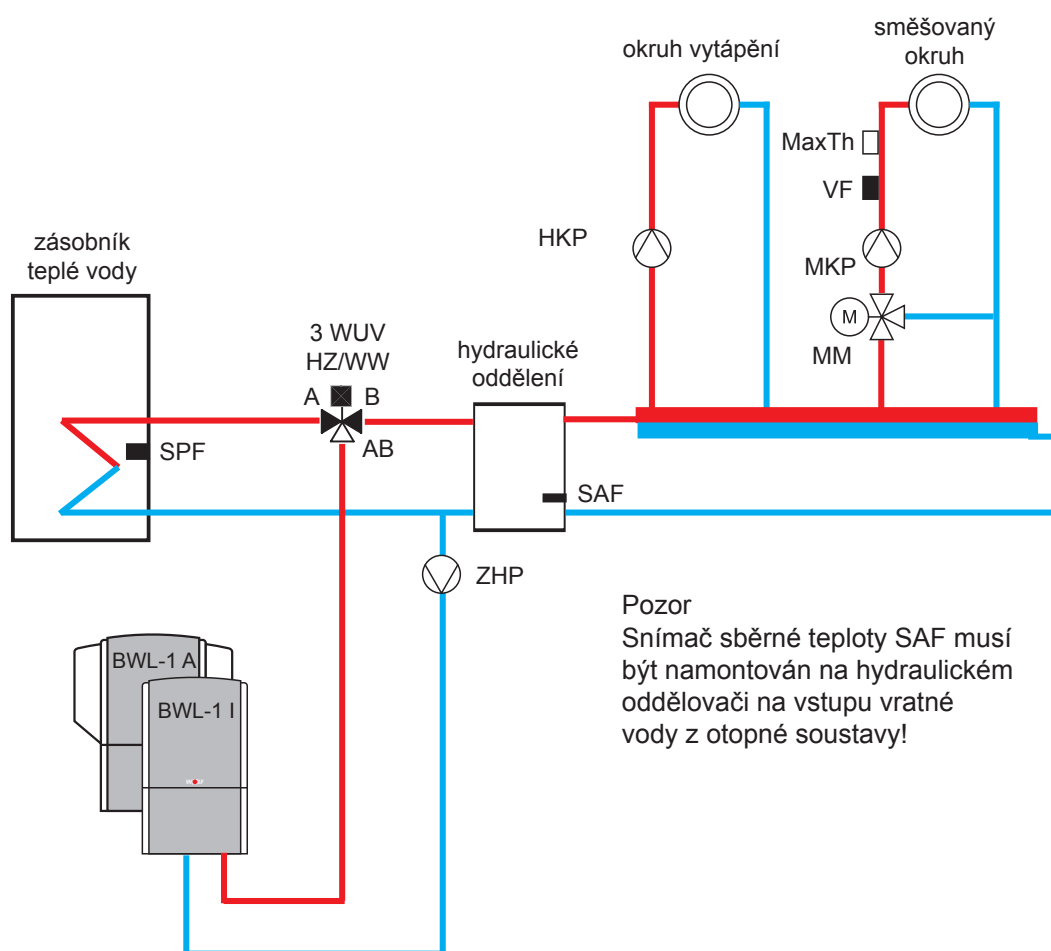 směšovaný
okruh
okruh vytápění
MaxTh
VF
HKP
MKP
zásobník
teplé vody
M
3 WUV
HZ/WW
hydraulické
oddělení
MM
A
B
AB
SPF
SAF
ZHP
Pozor
Snímač sběrné teploty SAF musí
být namontován na hydraulickém
oddělovači na vstupu vratné
vody z otopné soustavy!
BWL-1 A
BWL-1 I